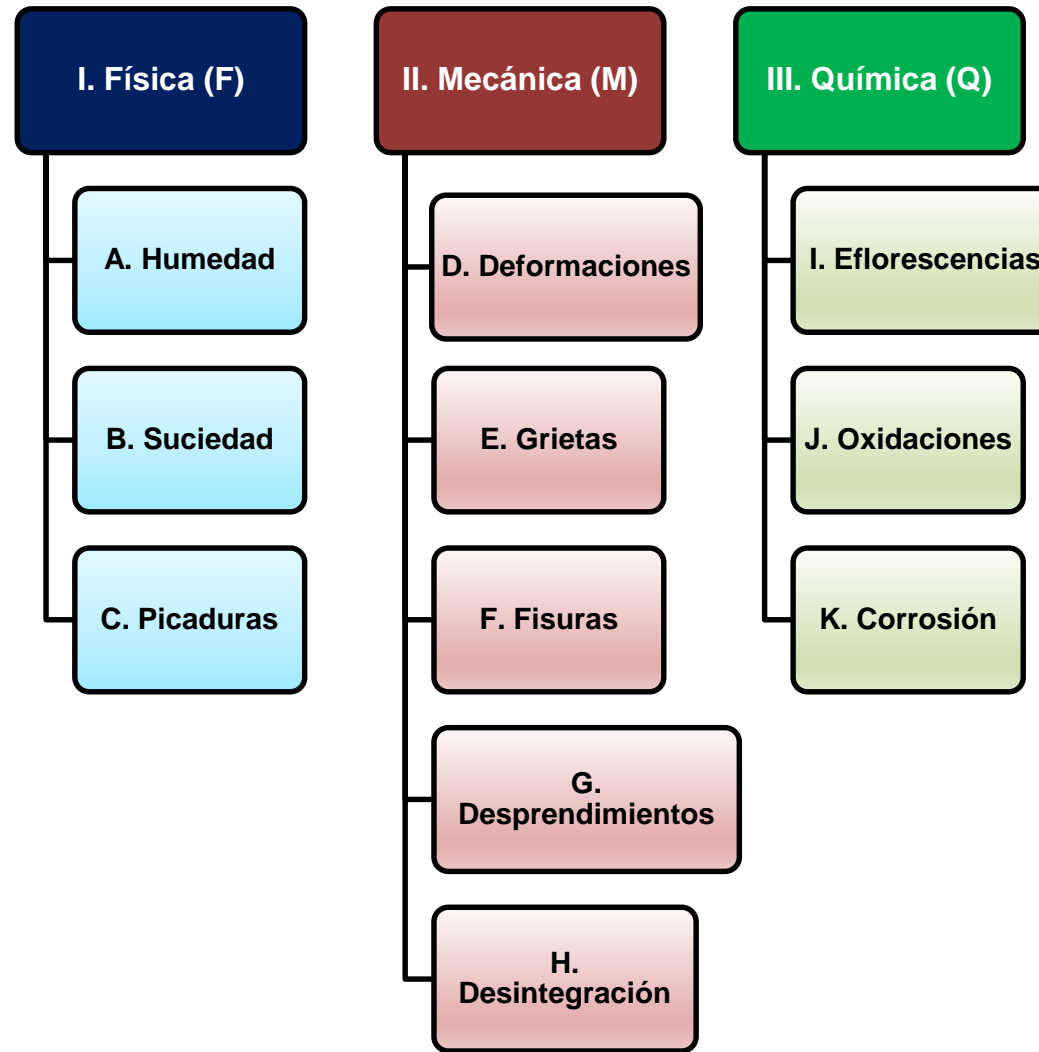 I. Física (F)
A. Humedad
B. Suciedad
C. Picaduras
II. Mecánica (M)
D. Deformaciones
E. Grietas
F. Fisuras
G.
Desprendimientos
H.
Desintegración
III. Química (Q)
I. Eflorescencias
J. Oxidaciones
K. Corrosión